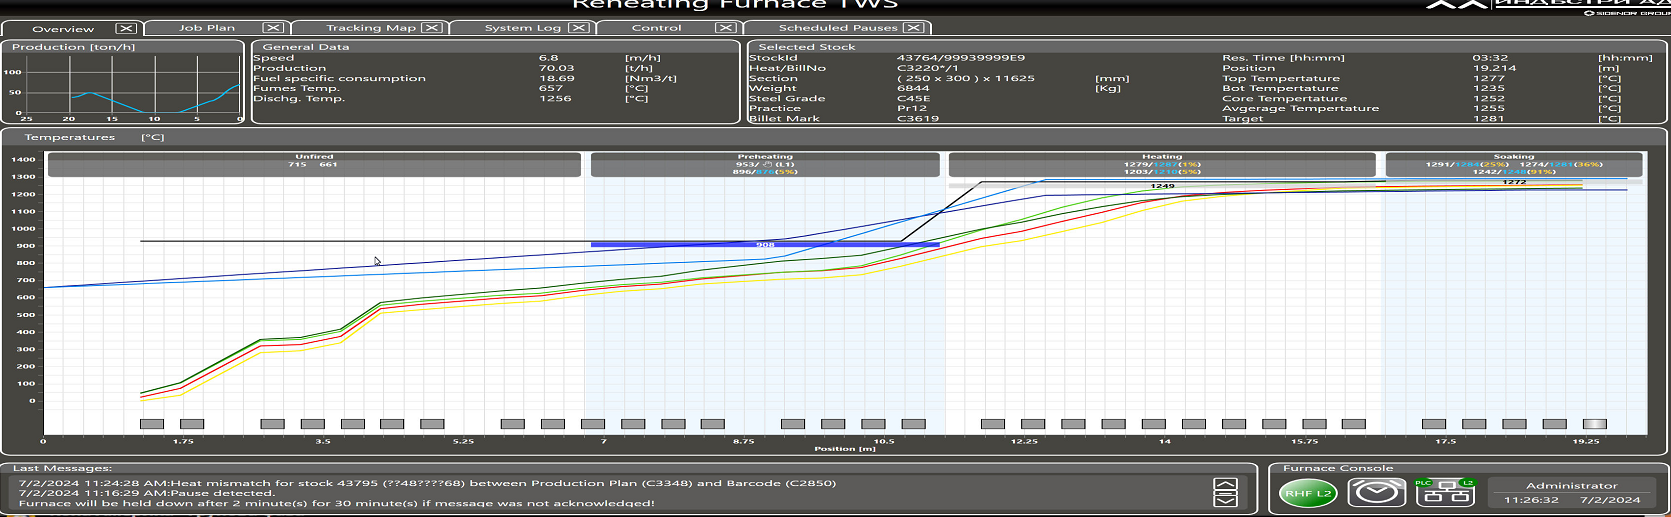 Reheating Furnace TWS
ИНДЪСТРИ АД
SIDENOR GROUP
Overview
Job Plan
Tracking Map
System Log
Control
Scheduled Pauses
Production [ton/h]
100
50
0
25 20 15 10 5 0
General Data
Speed 6.8 [m/h]
Production 70.03 [t/h]
Fuel specific consumption 18.69 [Nm3/t]
Fumes Temp. 657 [°C]
Dischg. Temp. 1256 [°C]
Selected Stock
StockId 43764/99939999E9
Heat/BillNo C3220*/1
Section ( 250 x 300 ) x 11625 [mm]
Weight 6844 [Kg]
Steel Grade C45E
Practice Pr12
Billet Mark C3619
Res. Time [hh:mm] 03:32 [hh:mm]
Position 19.214 [m]
Top Tempertature 1277 [°C]
Bot Tempertature 1235 [°C]
Core Tempertature 1252 [°C]
Avgerage Tempertature 1255 [°C]
Target 1281 [°C]
Temperatures [°C]
Unfired
715 661
Preheating
953/ (L1)
896/876(5%)
Heating
1279/1287(1%)
1203/1210(5%)
Soaking
1291/1284(25%) 1274/1281(36%)
1242/1248(91%)
1400
1300
1200
1100
1000
900
800
700
600
500
400
300
200
100
0
908
1249
1272
0 1.75 3.5 5.25 7 8.75 10.5 12.25 14 15.75 17.5 19.25
Position [m]
Last Messages:
7/2/2024 11:24:28 AM:Heat mismatch for stock 43795 (??48????68) between Production Plan (C3348) and Barcode (C2850)
7/2/2024 11:16:29 AM:Pause detected.
Furnace will be held down after 2 minute(s) for 30 minute(s) if message was not acknowledged!
Furnace Console
RHF L2
PLC L2
Administrator
11:26:32 7/2/2024